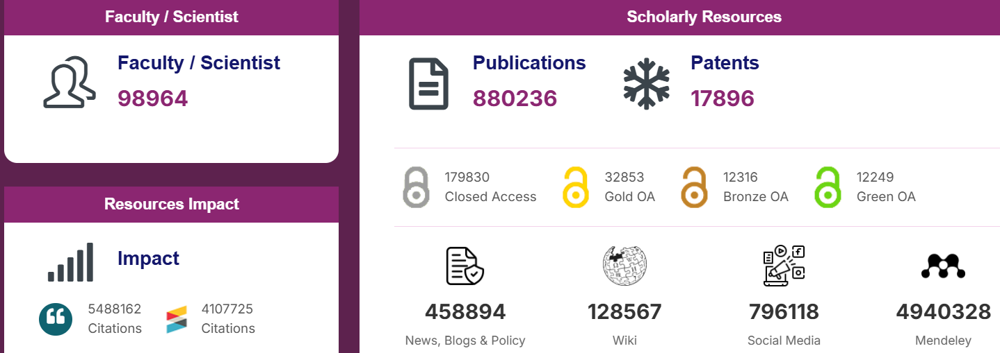 Faculty / Scientist
Faculty / Scientist
98964
Resources Impact
Impact
5488162
Citations
4107725
Citations
Scholarly Resources
Publications
880236
Patents
17896
179830
Closed Access
32853
Gold OA
12316
Bronze OA
12249
Green OA
458894
News, Blogs & Policy
128567
Wiki
796118
Social Media
4940328
Mendeley